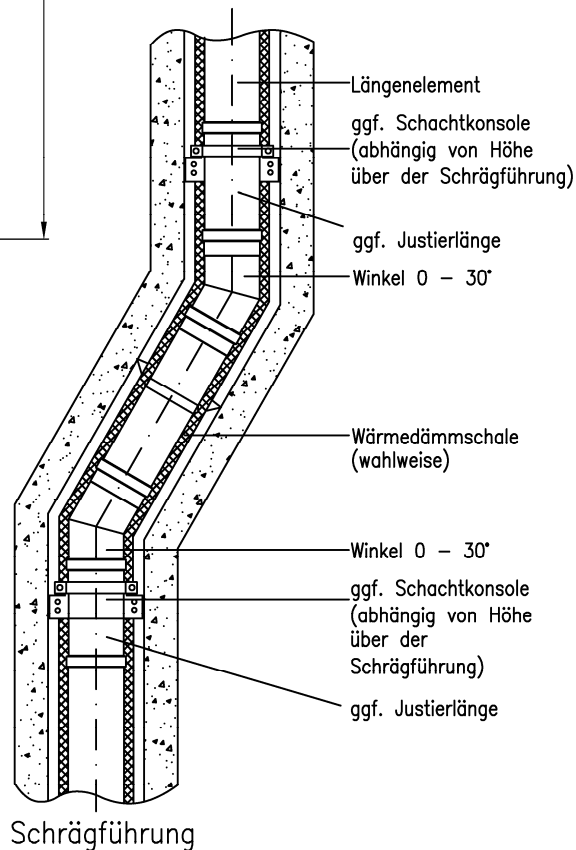 Längenelement
ggf. Schachtkonsole
(abhängig von Höhe
über der Schrägführung)
ggf. Justierlänge
Winkel 0 – 30°
Wärmedämmschale
(wahlweise)
Winkel 0 – 30°
ggf. Schachtkonsole
(abhängig von Höhe
über der
Schrägführung)
ggf. Justierlänge
Schrägführung